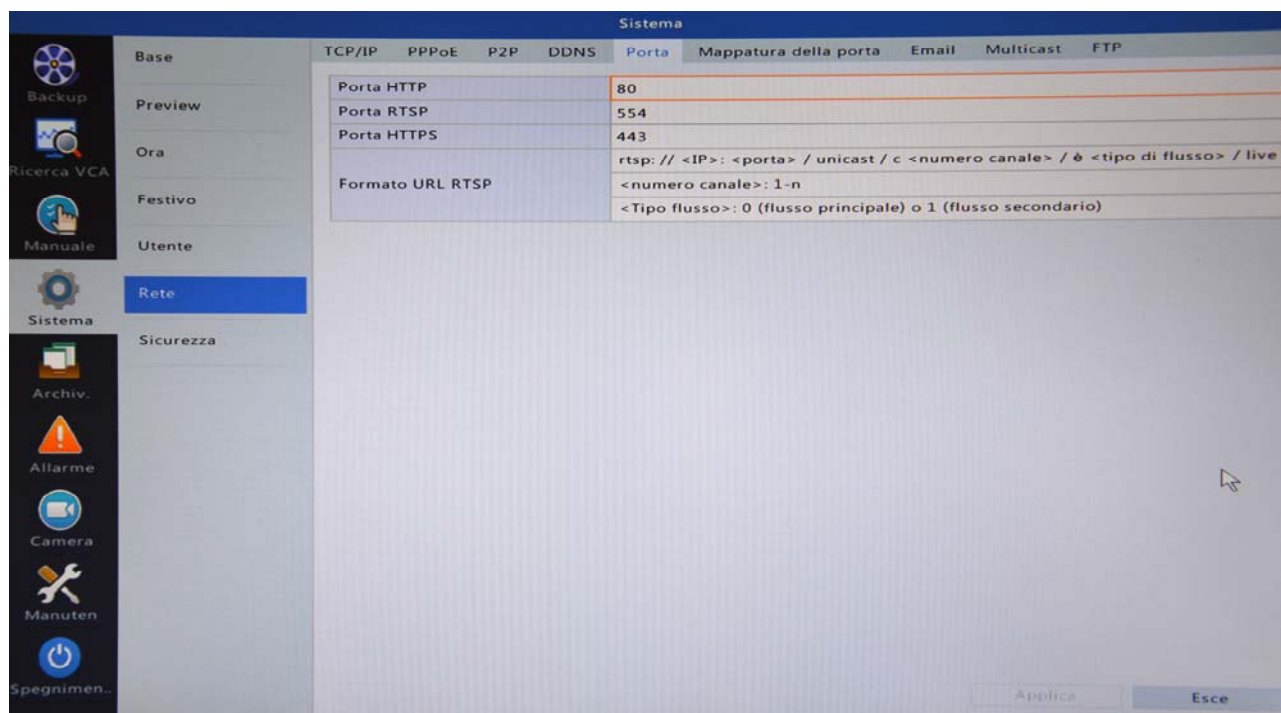 Sistema
Backup
Ricerca VCA
Manuale
Sistema
Archiv.
Allarme
Camera
Manuten
Spegnimen..
Base
Preview
Ora
Festivo
Utente
Rete
Sicurezza
TCP/IP PPPoE P2P DDNS Porta Mappatura della porta Email Multicast FTP
Porta HTTP 80
Porta RTSP 554
Porta HTTPS 443
Formato URL RTSP
rtsp: // <IP>: <porta> / unicast / c <numero canale> / è <tipo di flusso> / live
<numero canale>: 1-n
<Tipo flusso>: 0 (flusso principale) o 1 (flusso secondario)
Applica Esce